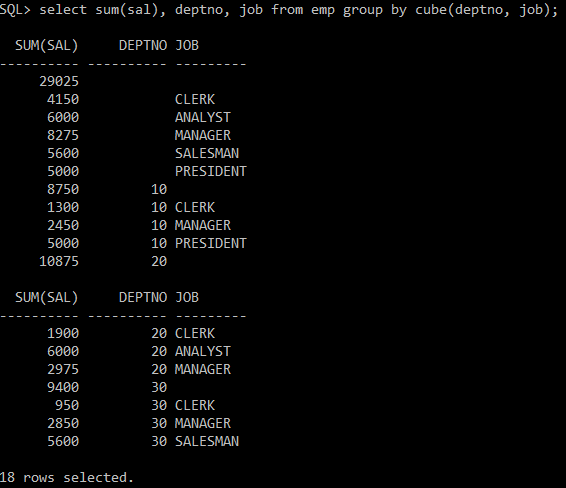 SQL> select sum(sal), deptno, job from emp group by cube(deptno, job);
  SUM(SAL)     DEPTNO JOB
---------- ---------- ---------
     29025
      4150            CLERK
      6000            ANALYST
      8275            MANAGER
      5600            SALESMAN
      5000            PRESIDENT
      8750         10
      1300         10 CLERK
      2450         10 MANAGER
      5000         10 PRESIDENT
     10875         20
  SUM(SAL)     DEPTNO JOB
---------- ---------- ---------
      1900         20 CLERK
      6000         20 ANALYST
      2975         20 MANAGER
      9400         30
       950         30 CLERK
      2850         30 MANAGER
      5600         30 SALESMAN
18 rows selected.